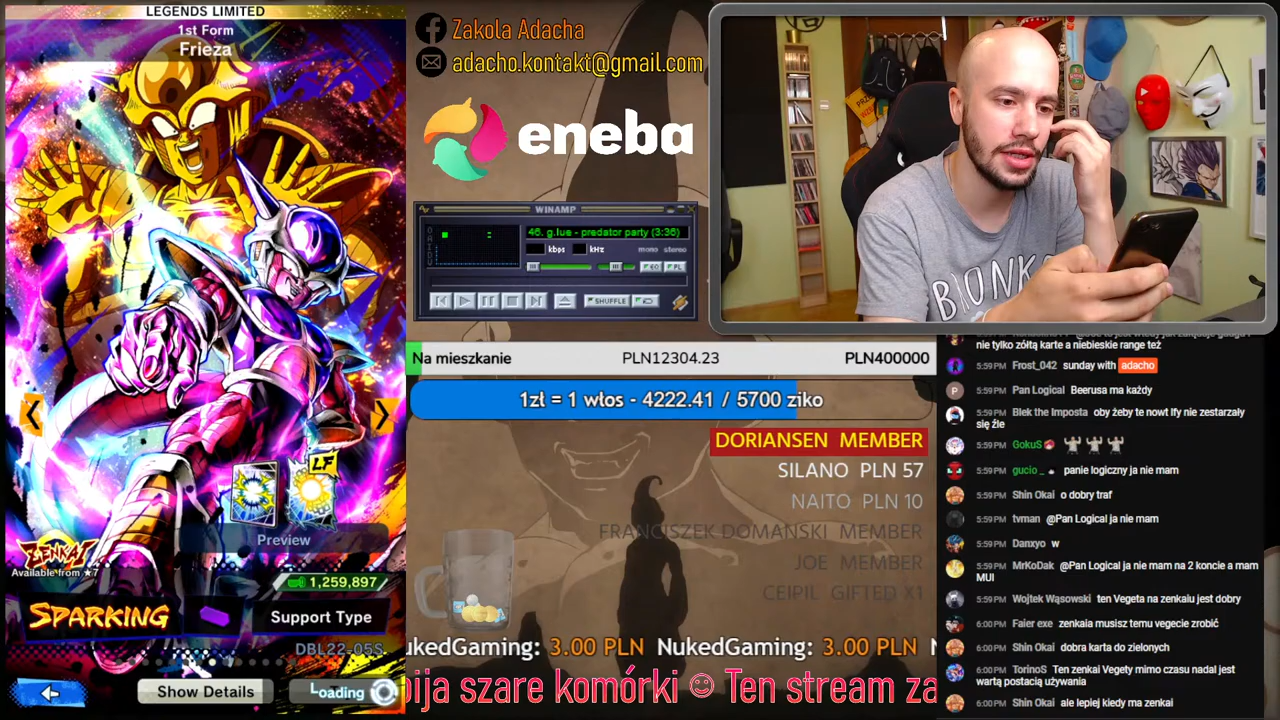 LEGENDS LIMITED
1st Form
Frieza
LF
Preview
ZENKAI
Available from ★7
1,259,897
SPARKING
Support Type
DBL22-05S
Show Details
Loading
Zakola Adacha
adacho.kontakt@gmail.com
eneba
WINAMP
46. g.lue - predator party (3:36)
kbps
kHz
mono stereo
EQ
PL
SHUFFLE
Na mieszkanie
PLN12304.23
PLN400000
1zł = 1 włos - 4222.41 / 5700 ziko
DORIANSEN MEMBER
SILANO PLN 57
NAITO PLN 10
FRANCISZEK DOMAŃSKI MEMBER
JOE MEMBER
CEIPIL GIFTED X1
ukedGaming: 3.00 PLN NukedGaming: 3.00 PLN
pija szare komórki ☺ Ten stream za
BIONK
nie tylko żółtą karte a niebieskie range też
5:59PM Frost_042 sunday with adacho
5:59PM Pan Logical Beerusa ma każdy
5:59PM Blek the Imposta oby żeby te nowt lfy nie zestarzały
się źle
5:59PM GokuS
5:59PM gucio_ panie logiczny ja nie mam
5:59PM Shin Okai o dobry traf
5:59PM tvman @Pan Logical ja nie mam
5:59PM Danxyo w
5:59PM MrKoDak @Pan Logical ja nie mam na 2 koncie a mam
MUI
5:59PM Wojtek Wąsowski ten Vegeta na zenkaiu jest dobry
6:00PM Faier exe zenkaia musisz temu vegecie zrobić
6:00PM Shin Okai dobra karta do zielonych
6:00PM TorinoS Ten zenkai Vegety mimo czasu nadal jest
wartą postacią używania
6:00PM Shin Okai ale lepiej kiedy ma zenkai